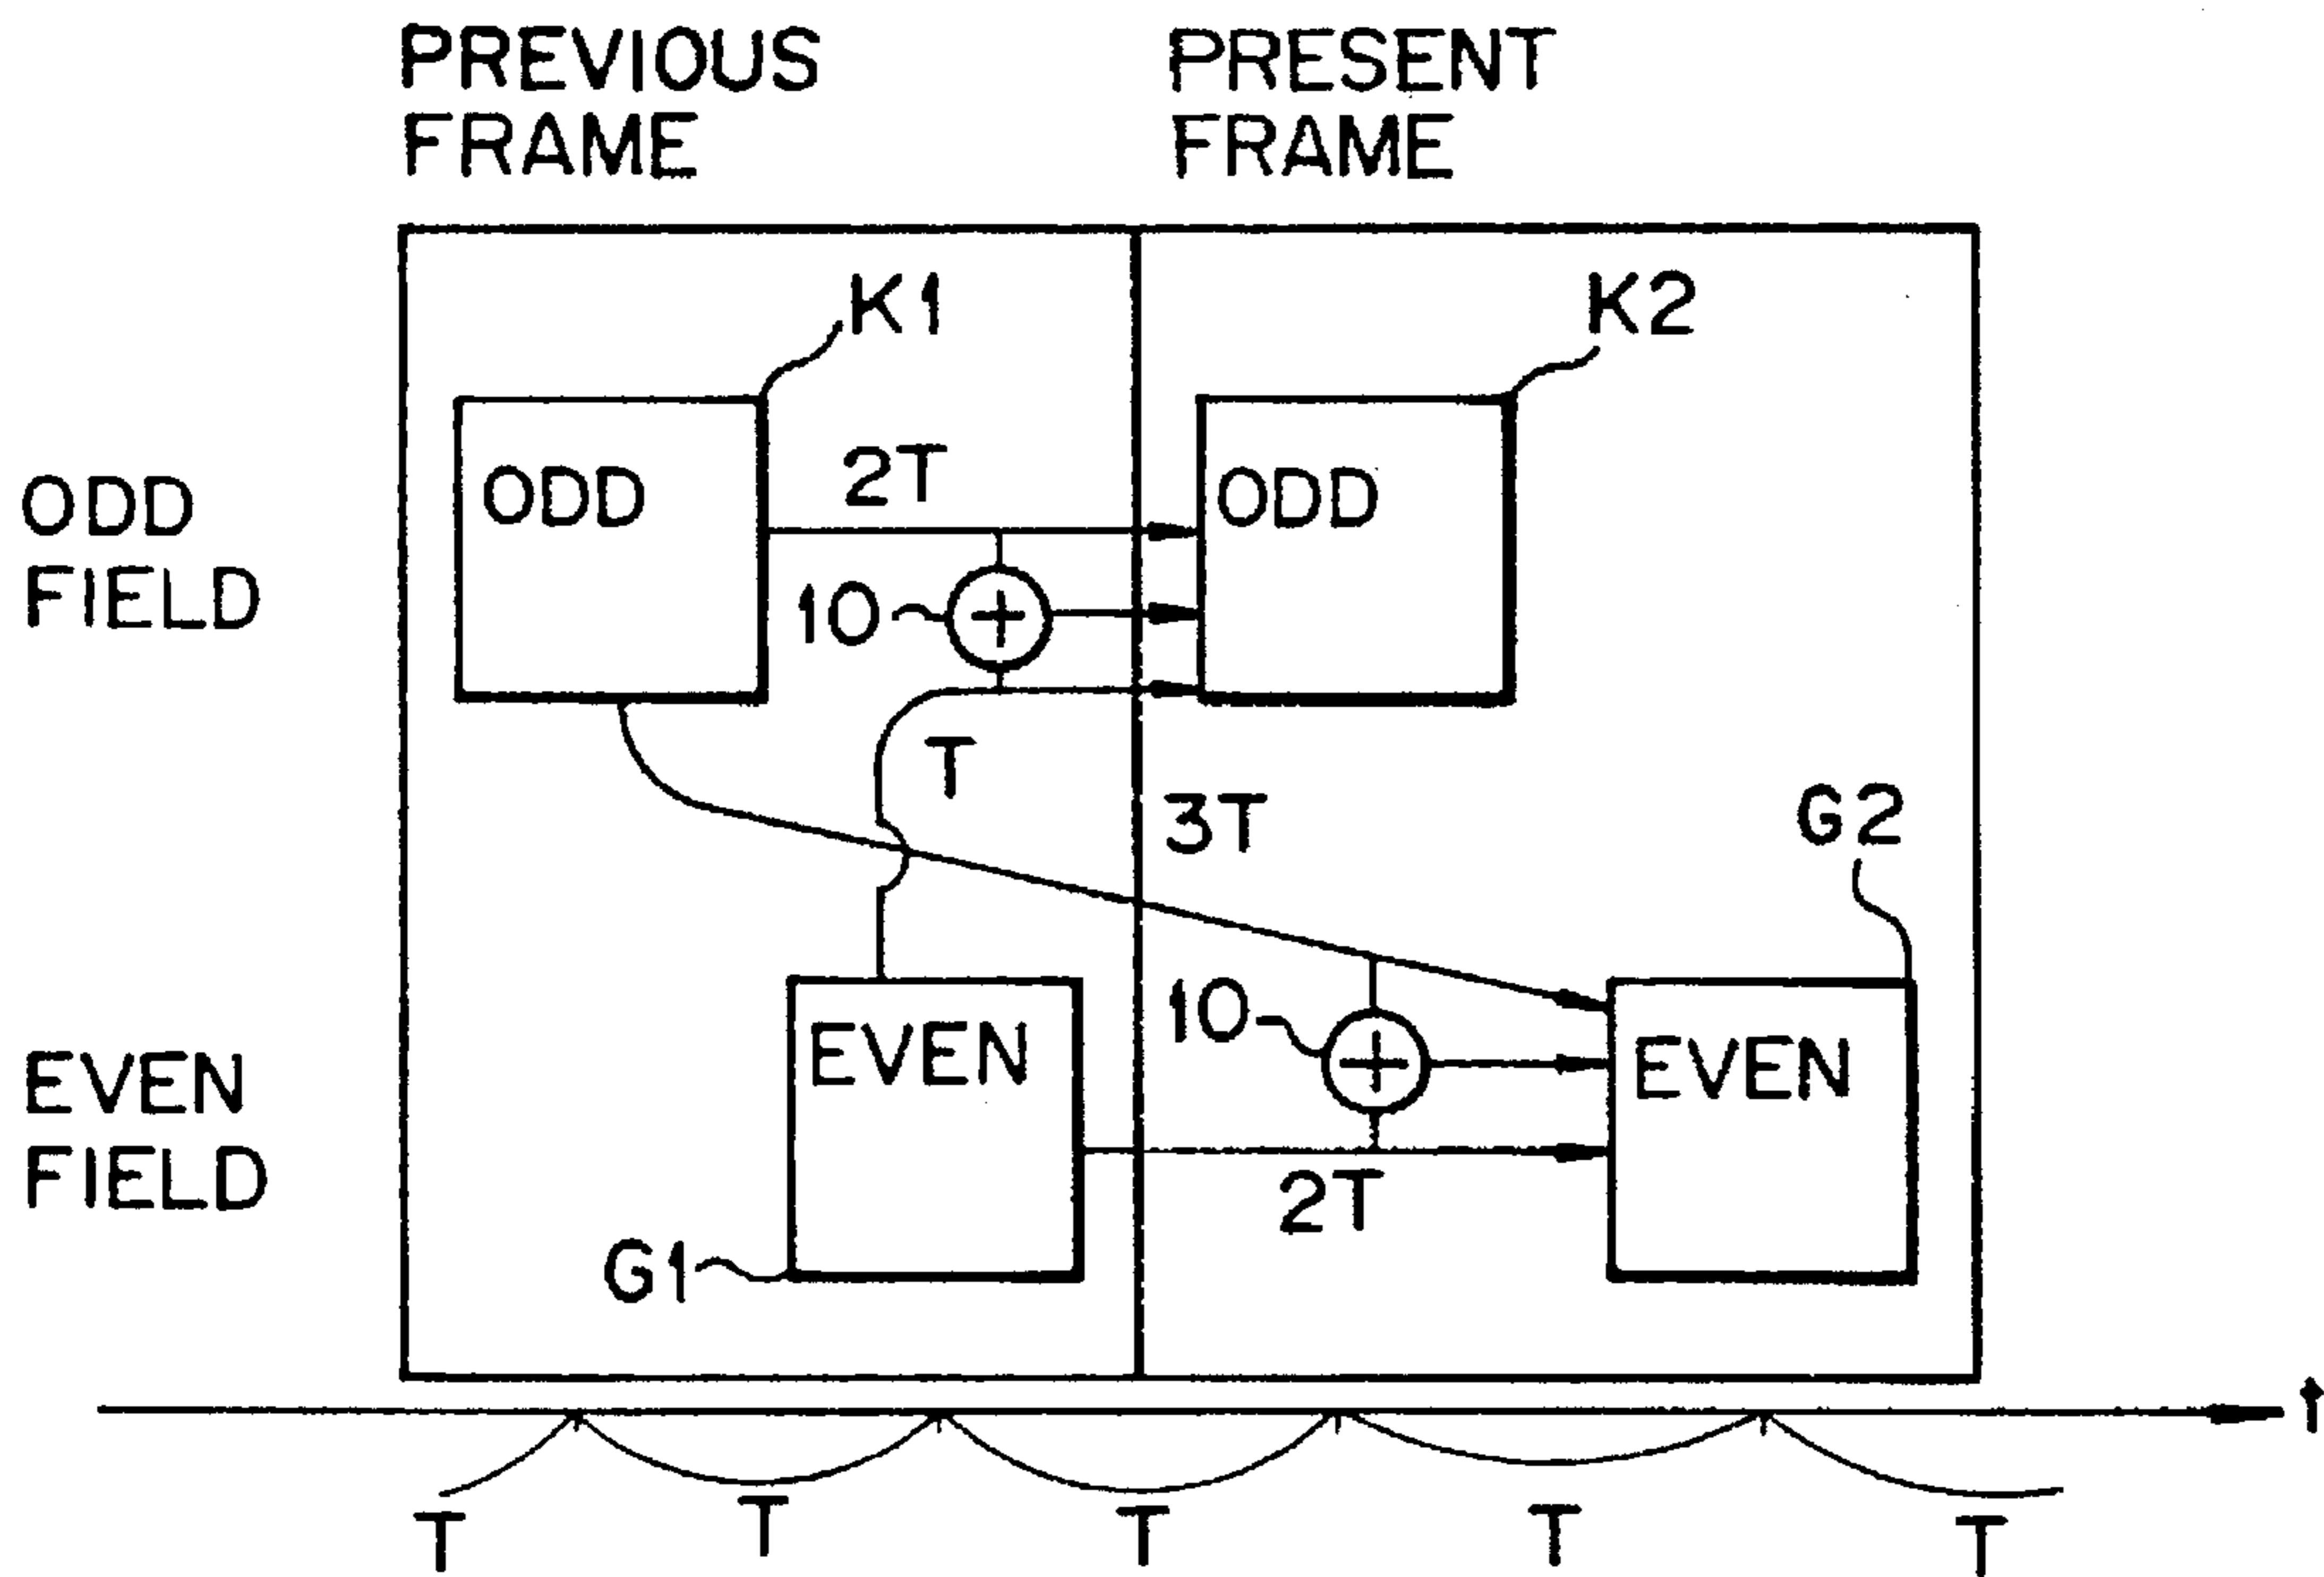 PREVIOUS
FRAME
PRESENT
FRAME
K1
K2
ODD
FIELD
ODD
2T
ODD
10
T
3T
G2
EVEN
FIELD
EVEN
10
EVEN
2T
G1
t
T
T
T
T
T